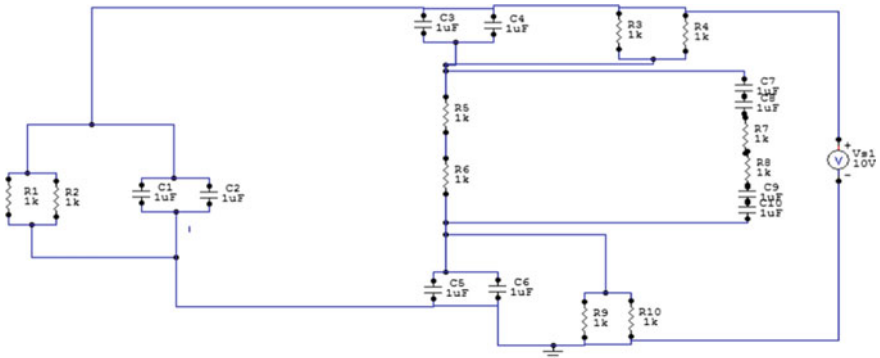 C3
1uF
C4
1uF
R3
1k
R4
1k
C7
1uF
C8
1uF
R5
1k
R7
1k
R8
1k
Vs1
10V
+
V
−
R6
1k
R1
1k
R2
1k
C1
1uF
C2
1uF
C9
1uF
C10
1uF
C5
1uF
C6
1uF
R9
1k
R10
1k